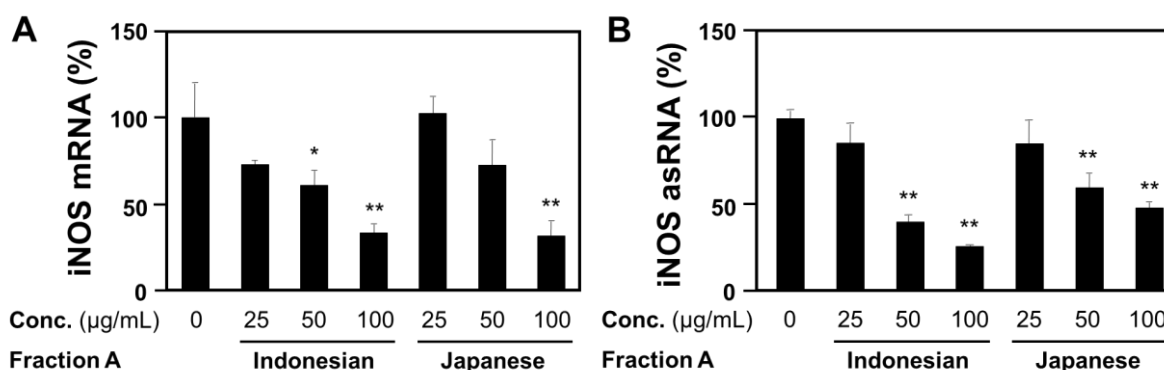 A
iNOS mRNA (%)
150
100
50
0
*
**
**
Conc. (µg/mL) 0 25 50 100 25 50 100
Fraction A Indonesian Japanese
B
iNOS asRNA (%)
150
100
50
0
**
**
**
**
Conc. (µg/mL) 0 25 50 100 25 50 100
Fraction A Indonesian Japanese